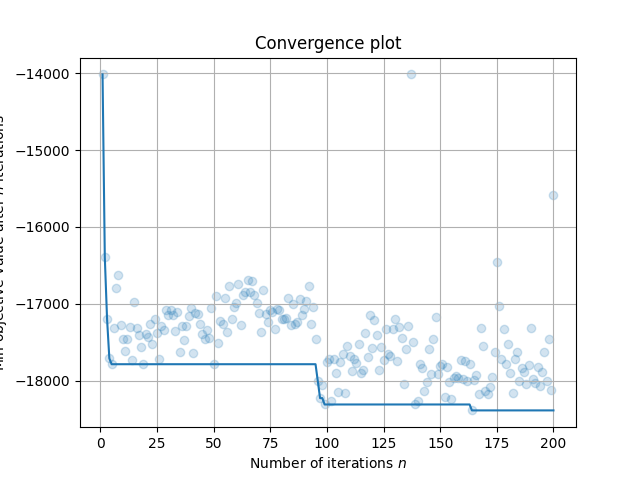 Convergence plot
−14000
−15000
−16000
−17000
−18000
objective value after n iterations
0 25 50 75 100 125 150 175 200
Number of iterations n